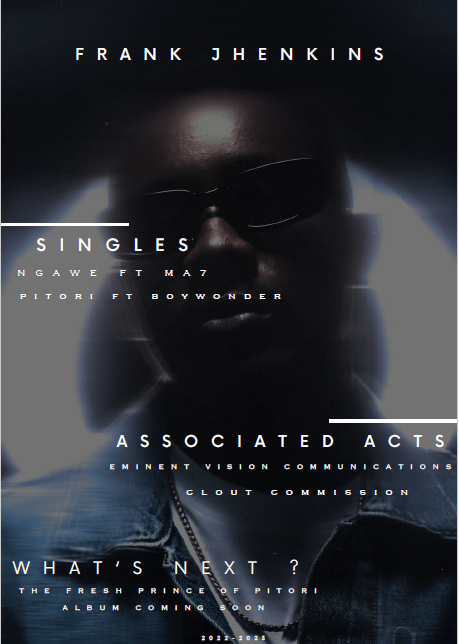 FRANK JHENKINS
SINGLES
NGAWE FT MA7
PITORI FT BOYWONDER
ASSOCIATED ACTS
EMINENT VISION COMMUNICATIONS
CLOUT COMMISSION
WHAT'S NEXT ?
THE FRESH PRINCE OF PITORI
ALBUM COMING SOON
2022-2023